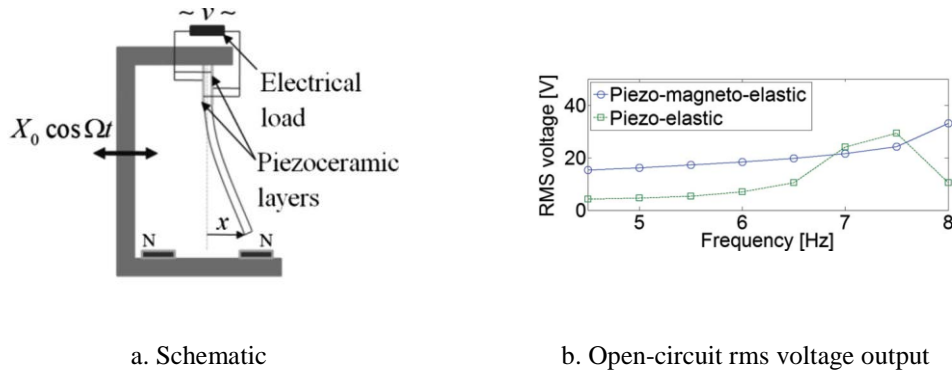 ~ v ~
Electrical
load
X₀ cos Ωt
Piezoceramic
layers
x
N N
RMS voltage [V]
40
20
0
Piezo-magneto-elastic
Piezo-elastic
5 6 7 8
Frequency [Hz]
a. Schematic
b. Open-circuit rms voltage output